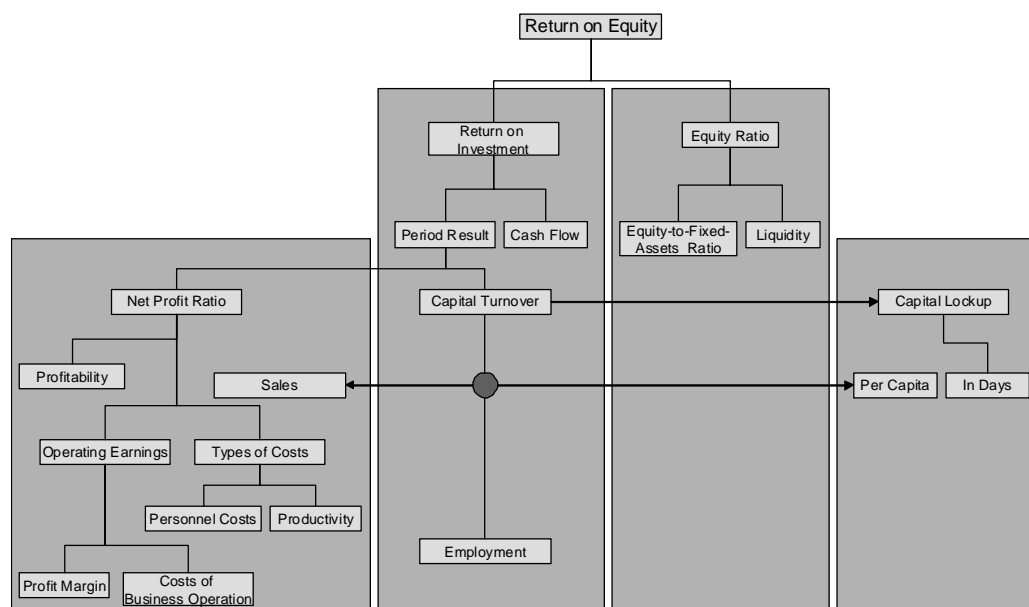 Return on Equity
Return on
Investment
Equity Ratio
Period Result
Cash Flow
Equity-to-Fixed-
Assets Ratio
Liquidity
Net Profit Ratio
Capital Turnover
Capital Lockup
Profitability
Sales
Per Capita
In Days
Operating Earnings
Types of Costs
Personnel Costs
Productivity
Employment
Profit Margin
Costs of
Business Operation